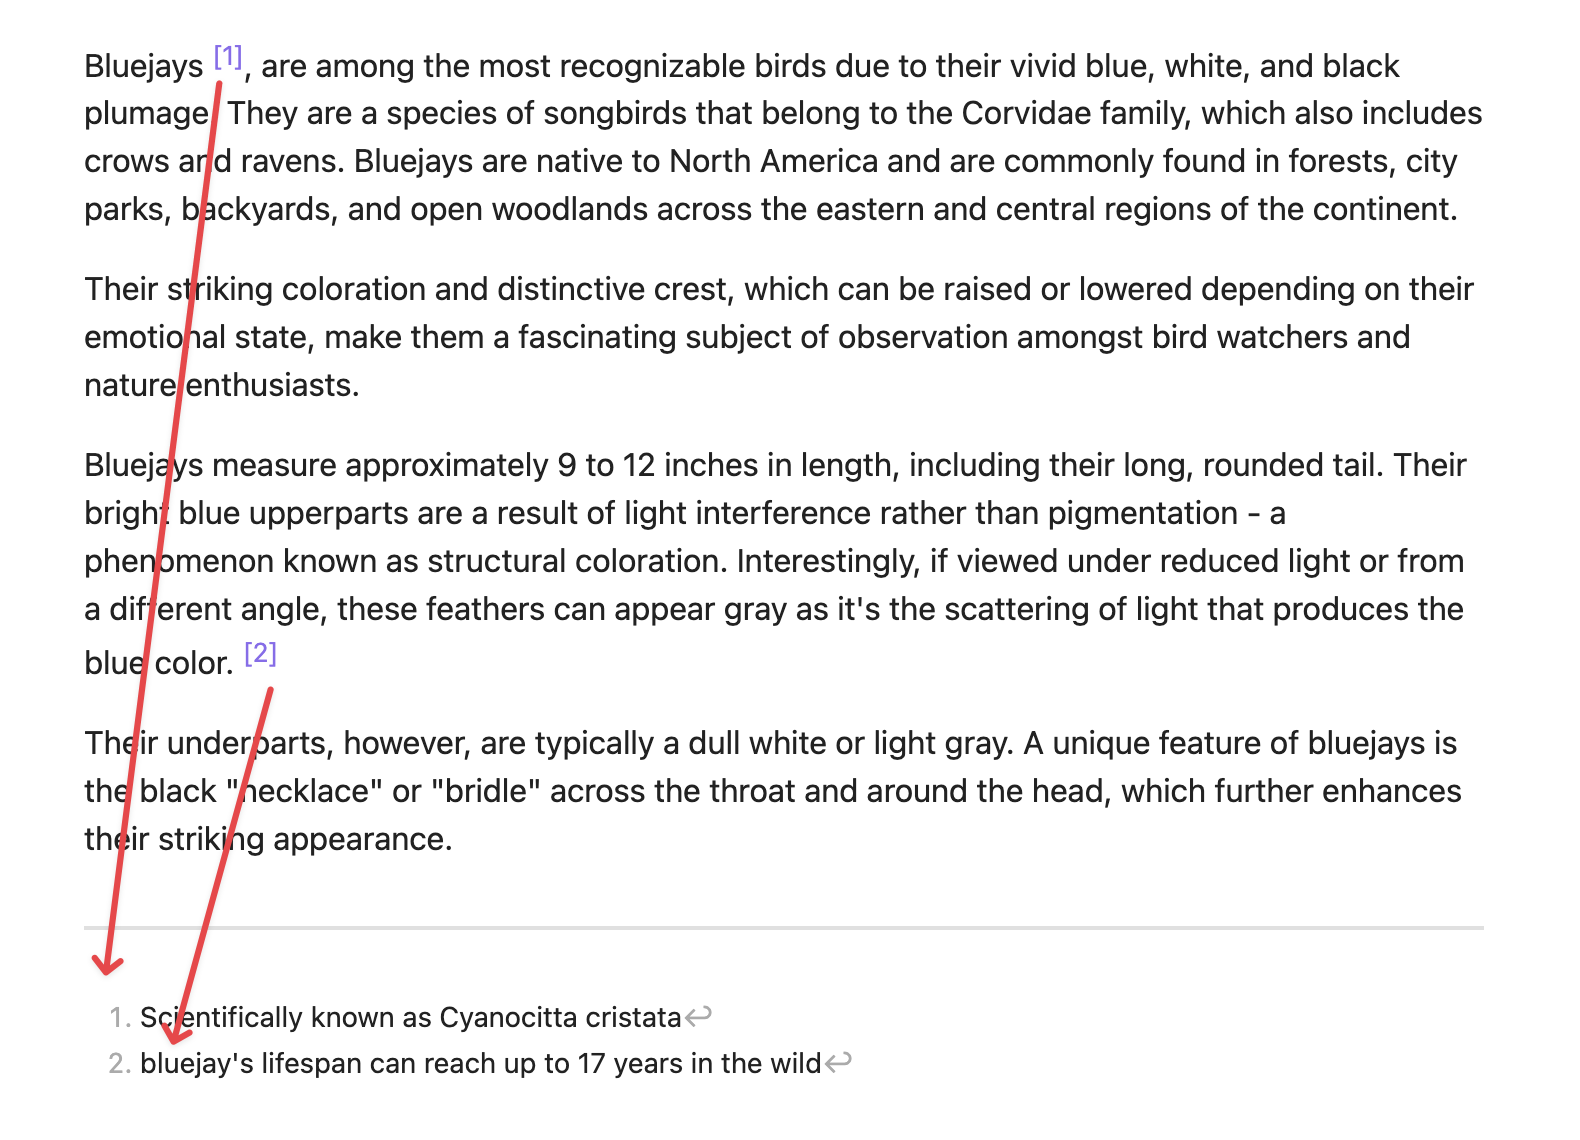 Bluejays [1], are among the most recognizable birds due to their vivid blue, white, and black
plumage. They are a species of songbirds that belong to the Corvidae family, which also includes
crows and ravens. Bluejays are native to North America and are commonly found in forests, city
parks, backyards, and open woodlands across the eastern and central regions of the continent.
Their striking coloration and distinctive crest, which can be raised or lowered depending on their
emotional state, make them a fascinating subject of observation amongst bird watchers and
nature enthusiasts.
Bluejays measure approximately 9 to 12 inches in length, including their long, rounded tail. Their
bright blue upperparts are a result of light interference rather than pigmentation - a
phenomenon known as structural coloration. Interestingly, if viewed under reduced light or from
a different angle, these feathers can appear gray as it's the scattering of light that produces the
blue color. [2]
Their underparts, however, are typically a dull white or light gray. A unique feature of bluejays is
the black "necklace" or "bridle" across the throat and around the head, which further enhances
their striking appearance.
1. Scientifically known as Cyanocitta cristata↩
2. bluejay's lifespan can reach up to 17 years in the wild↩